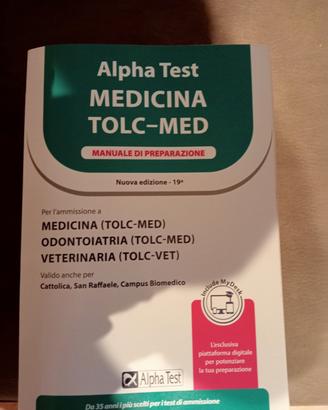 Alpha Test
MEDICINA
TOLC-MED
MANUALE DI PREPARAZIONE
Nuova edizione - 19ª
Per l'ammissione a
MEDICINA (TOLC-MED)
ODONTOIATRIA (TOLC-MED)
VETERINARIA (TOLC-VET)
Valido anche per
Cattolica, San Raffaele, Campus Biomedico
Include MyDesk
L'esclusiva
piattaforma digitale
per potenziare
la tua preparazione
Alpha Test
Da 35 anni i più scelti per i test di ammissione